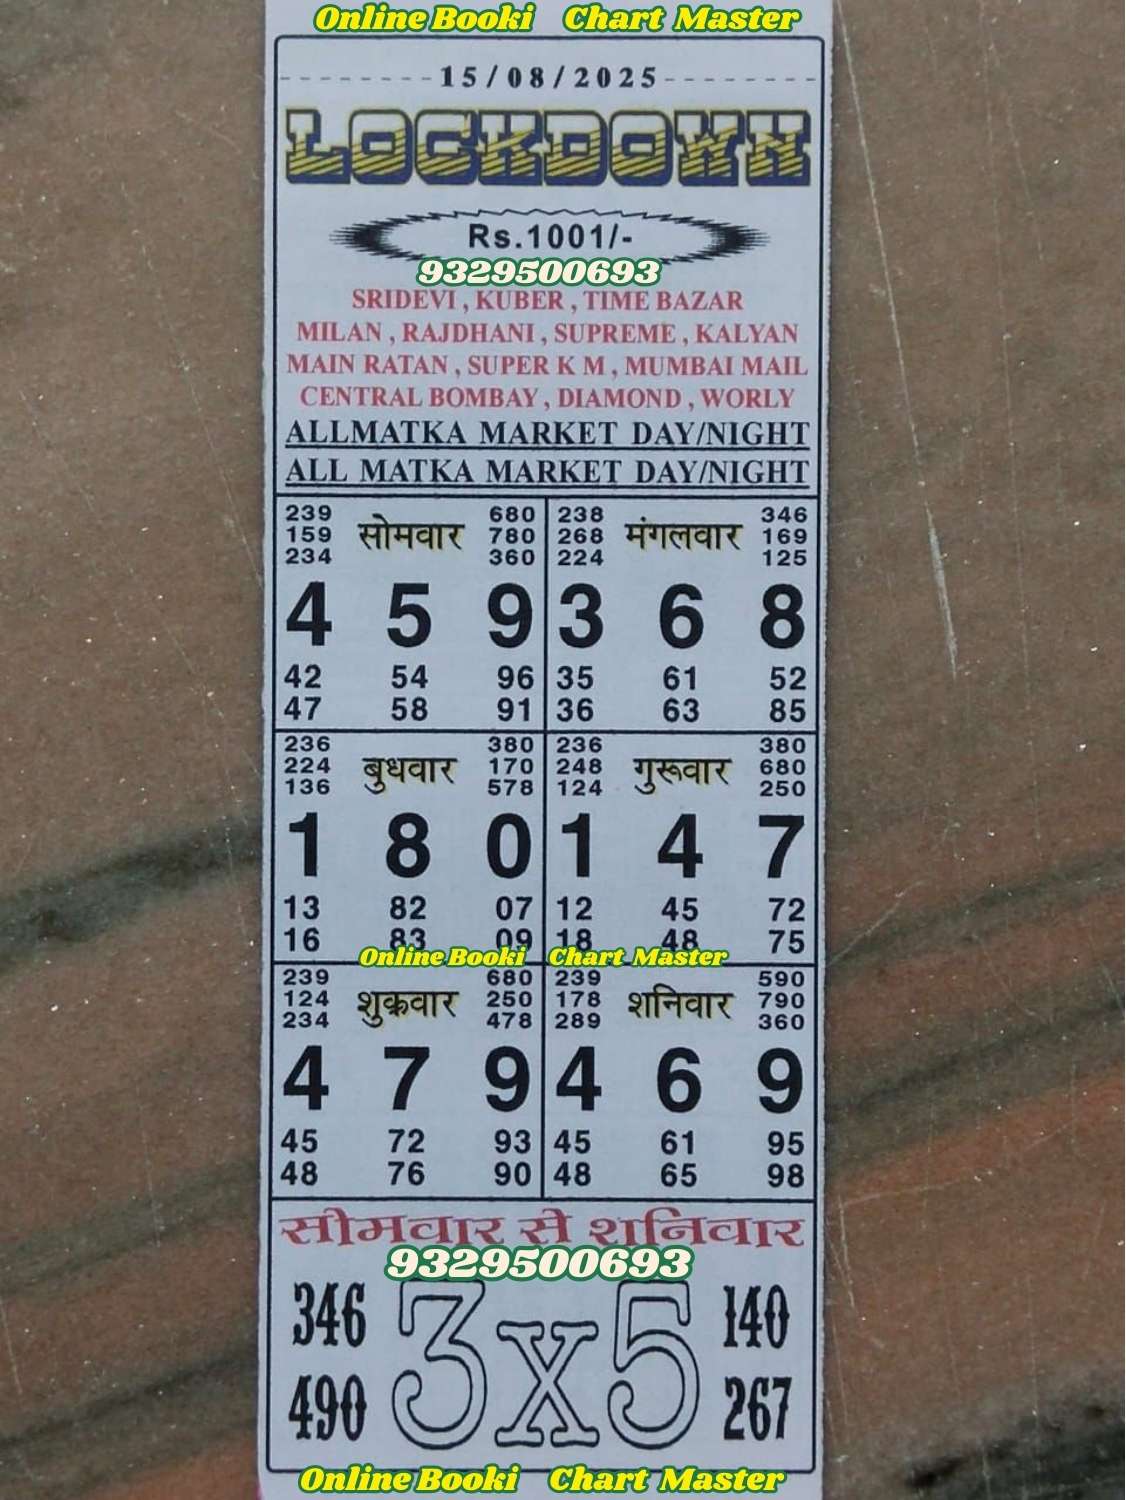 Online Booki Chart Master
15/08/2025
LOCKDOWN
Rs.1001/-
9329500693
SRIDEVI , KUBER , TIME BAZAR
MILAN , RAJDHANI , SUPREME , KALYAN
MAIN RATAN , SUPER K M , MUMBAI MAIL
CENTRAL BOMBAY , DIAMOND , WORLY
ALLMATKA MARKET DAY/NIGHT
ALL MATKA MARKET DAY/NIGHT
239 680 238 346
159 सोमवार 780 268 मंगलवार 169
234 360 224 125
4 5 9 3 6 8
42 54 96 35 61 52
47 58 91 36 63 85
236 380 236 380
224 बुधवार 170 248 गुरूवार 680
136 578 124 250
1 8 0 1 4 7
13 82 07 12 45 72
16 83 09 18 48 75
Online Booki Chart Master
239 680 239 590
124 शुक्रवार 250 178 शनिवार 790
234 478 289 360
4 7 9 4 6 9
45 72 93 45 61 95
48 76 90 48 65 98
सोमवार से शनिवार
9329500693
346 3x5 140
490 267
Online Booki Chart Master